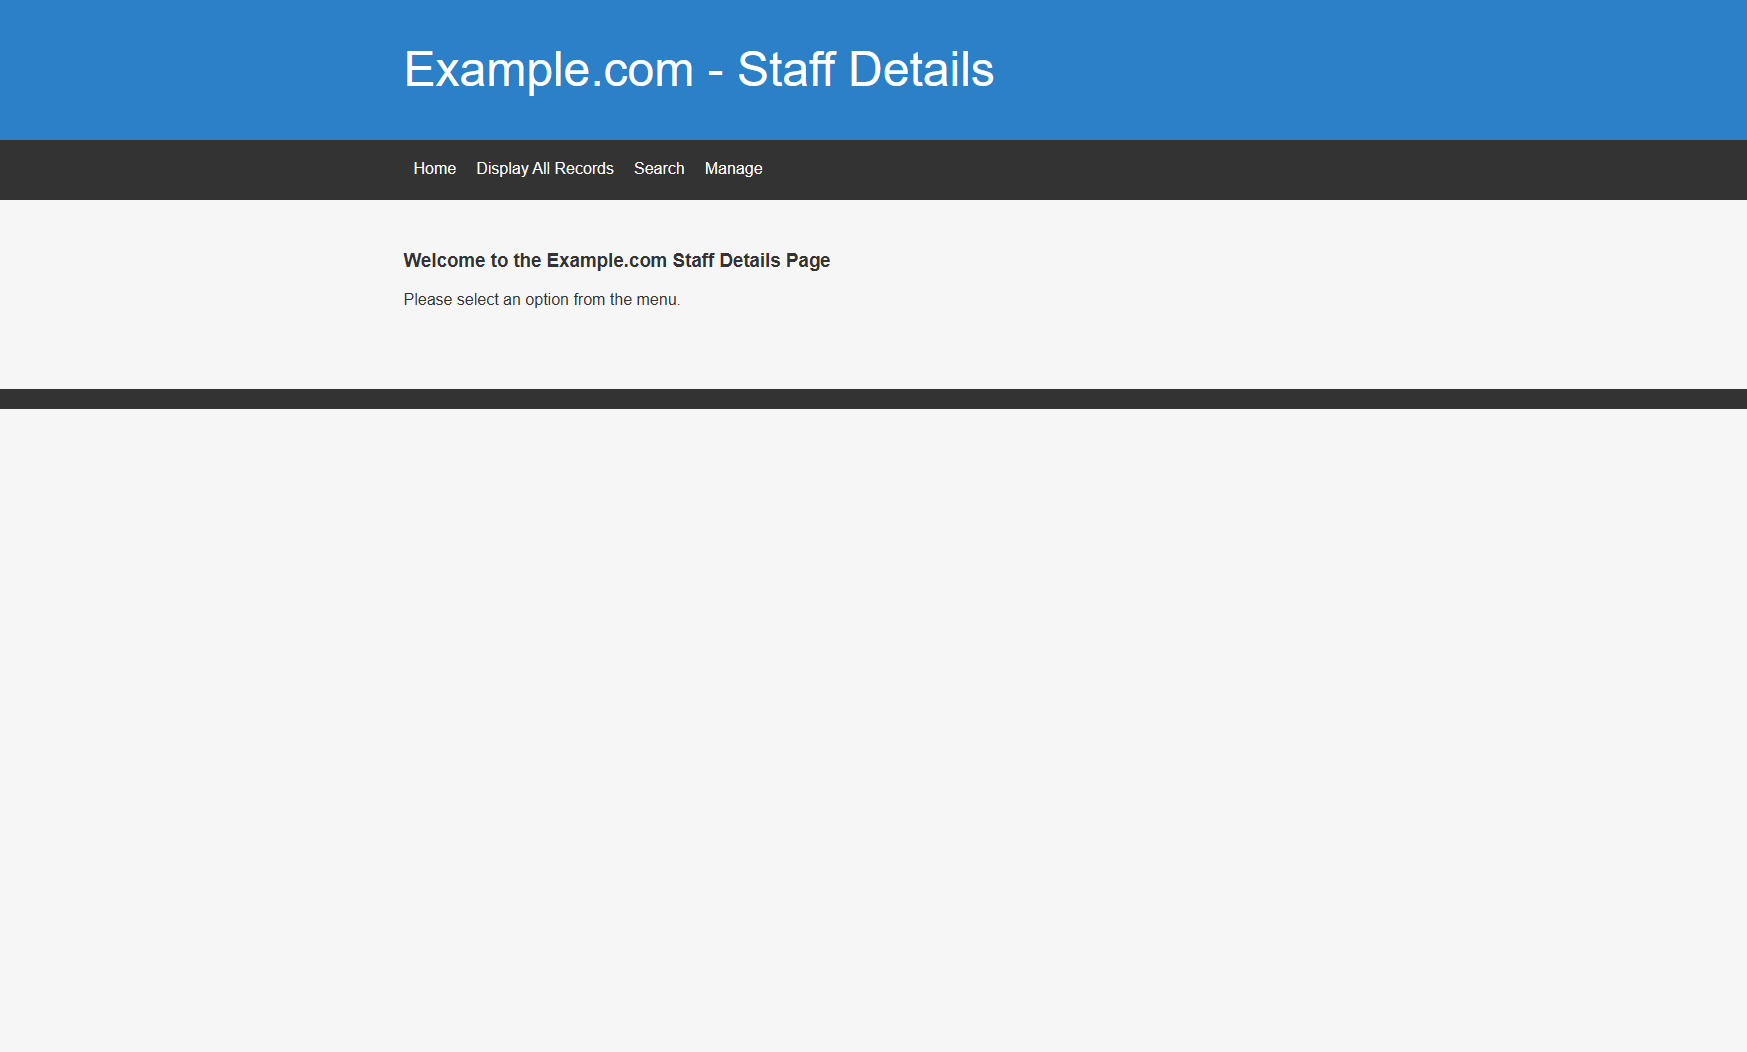 Example.com - Staff Details
Home Display All Records Search Manage
Welcome to the Example.com Staff Details Page
Please select an option from the menu.